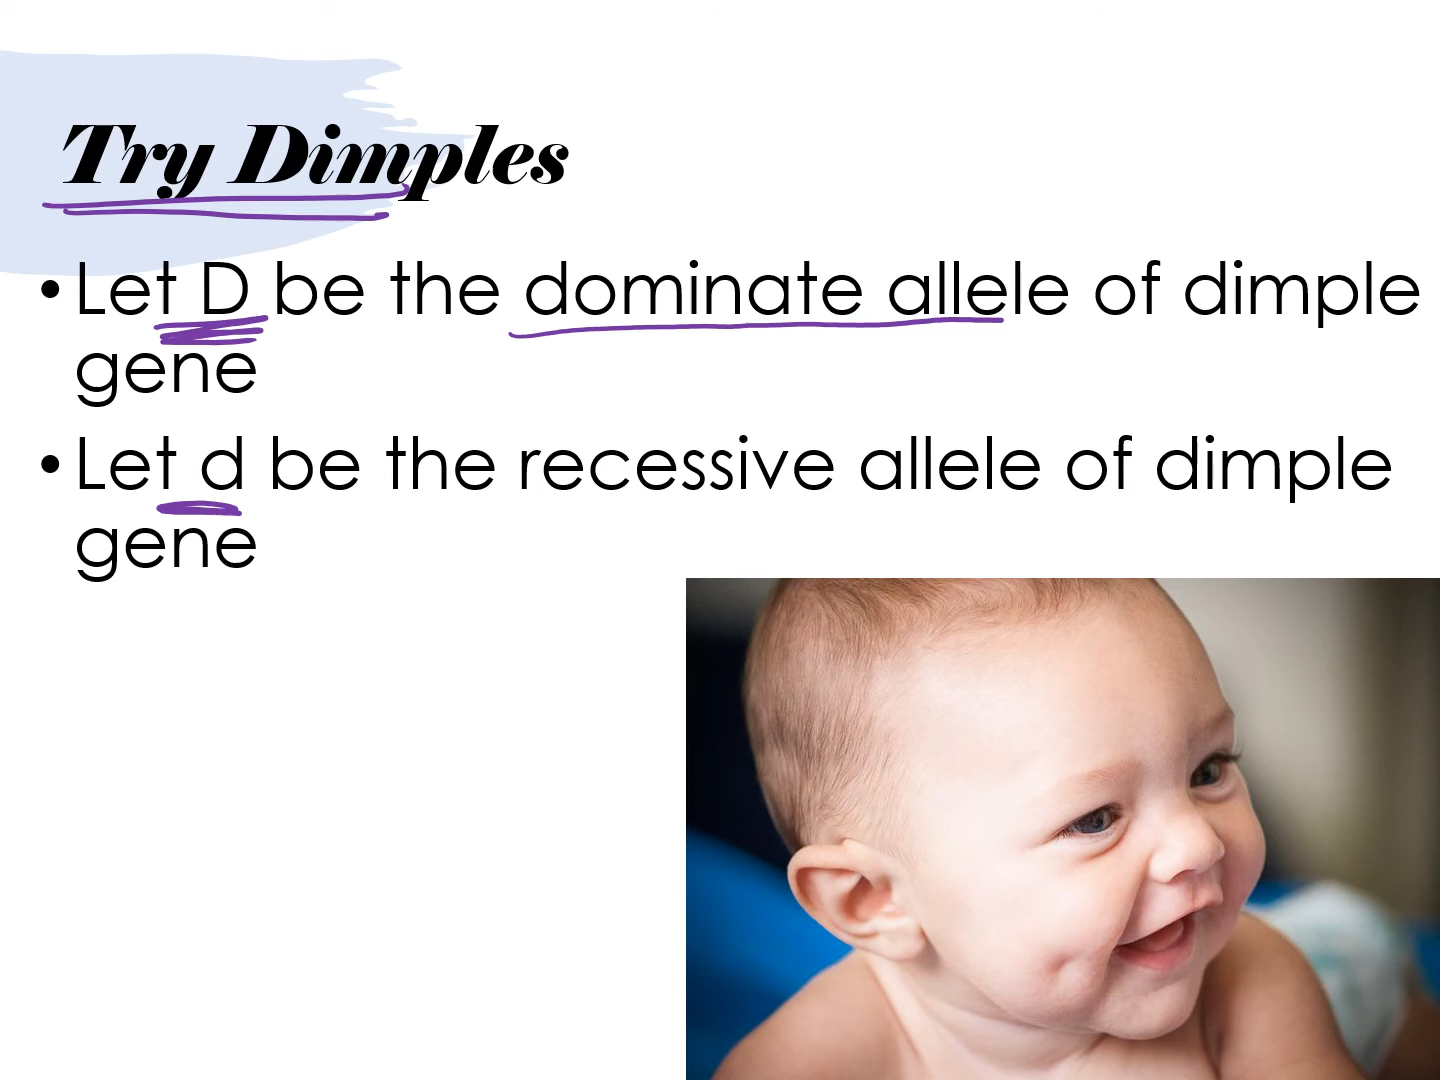 Try Dimples
• Let D be the dominate allele of dimple
gene
• Let d be the recessive allele of dimple
gene